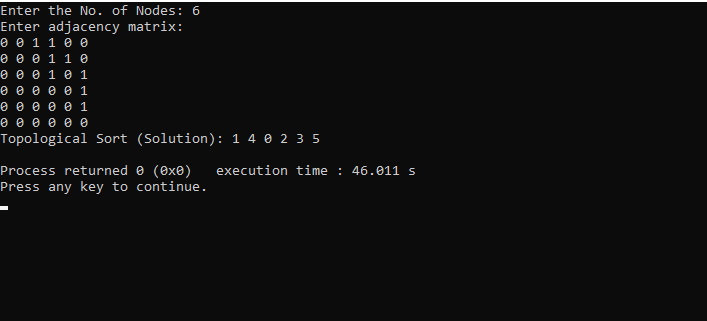 Enter the No. of Nodes: 6
Enter adjacency matrix:
0 0 1 1 0 0
0 0 0 1 1 0
0 0 0 1 0 1
0 0 0 0 0 1
0 0 0 0 0 1
0 0 0 0 0 0
Topological Sort (Solution): 1 4 0 2 3 5
Process returned 0 (0x0)   execution time : 46.011 s
Press any key to continue.